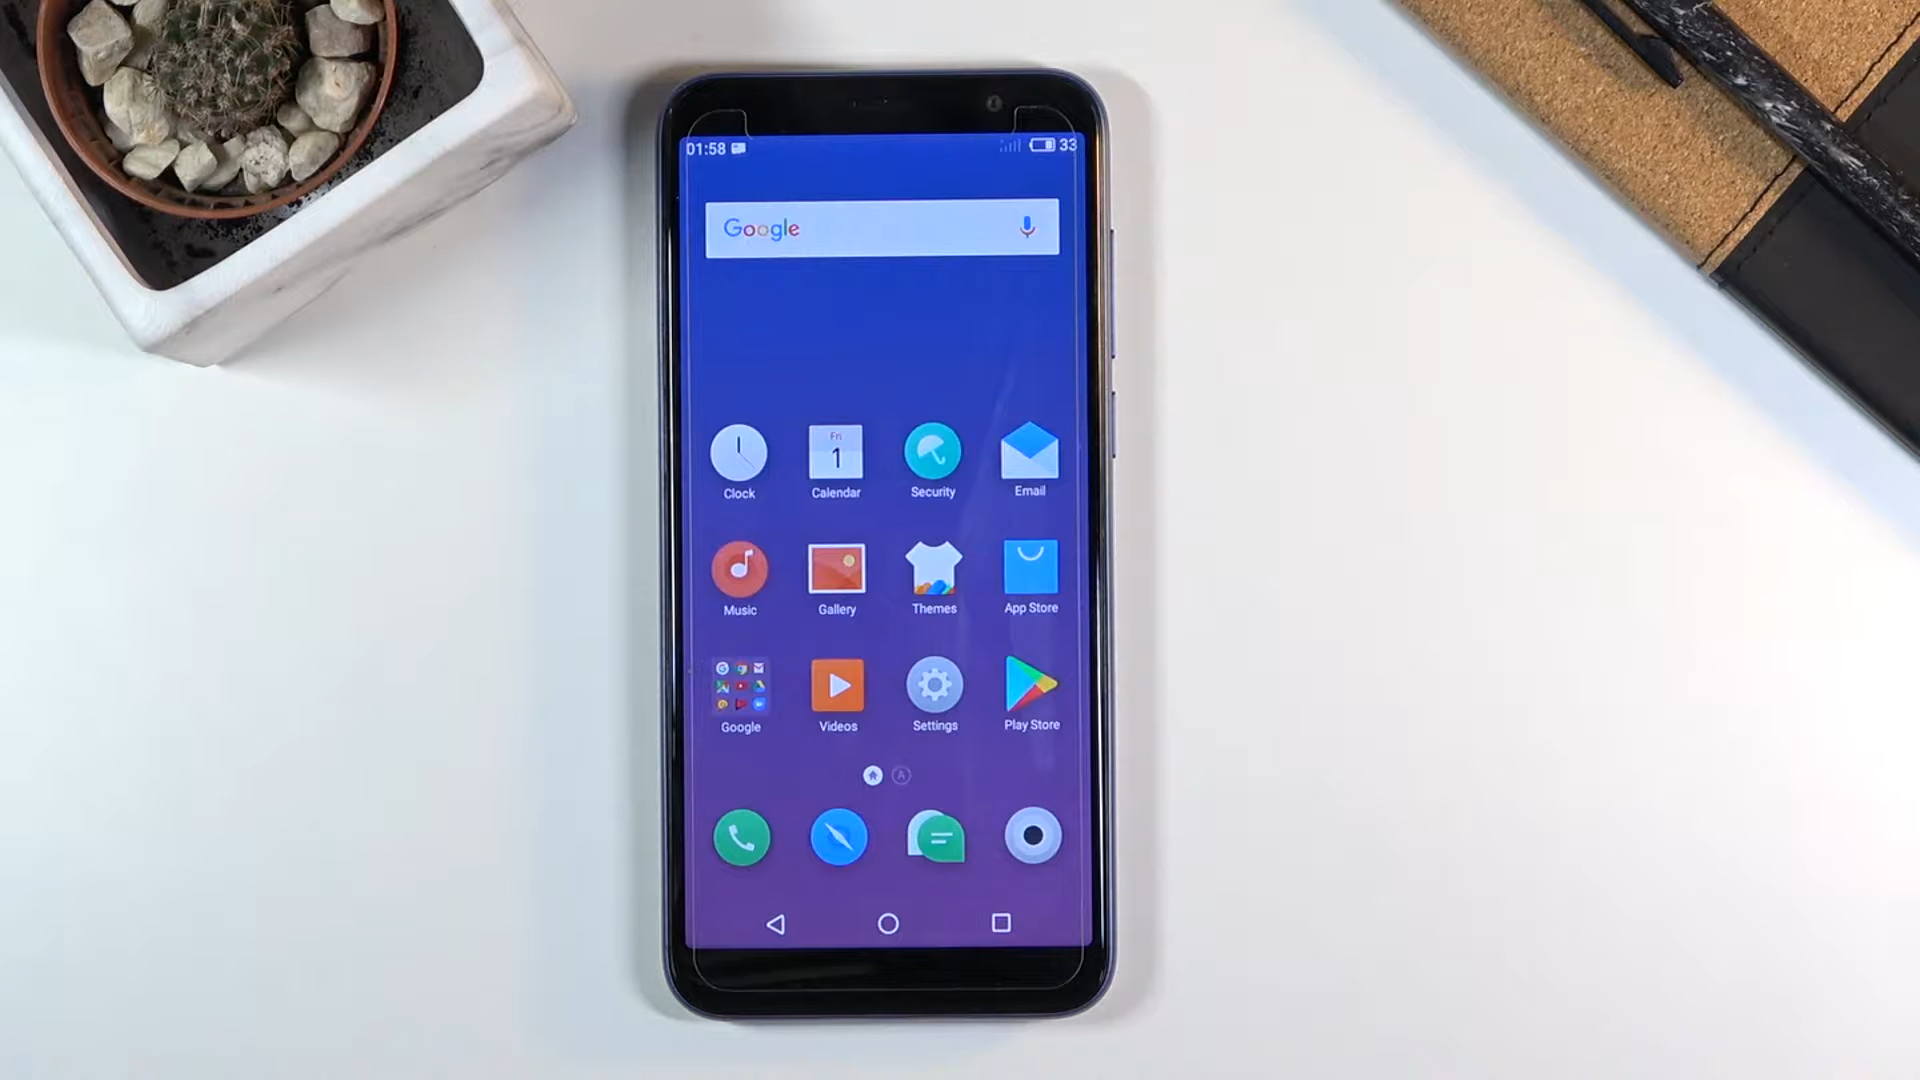 01:58 33
Google
Fri
1
Clock Calendar Security Email
Music Gallery Themes App Store
Google Videos Settings Play Store
A